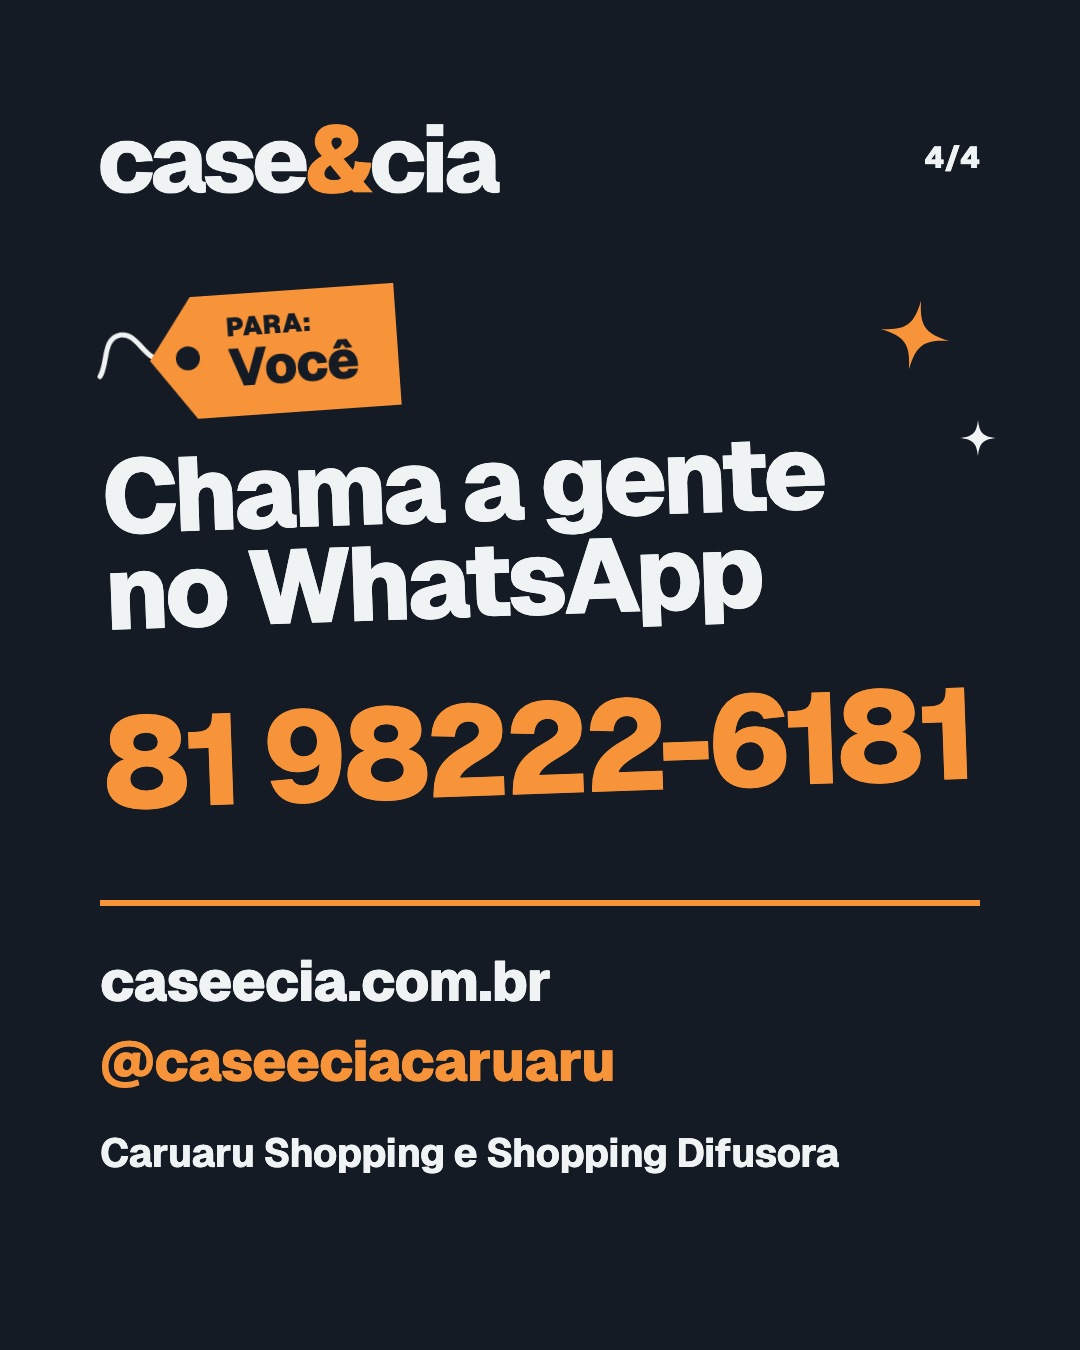 case&cia
4/4
PARA:
Você
Chama a gente
no WhatsApp
81 98222-6181
caseecia.com.br
@caseeciacaruaru
Caruaru Shopping e Shopping Difusora